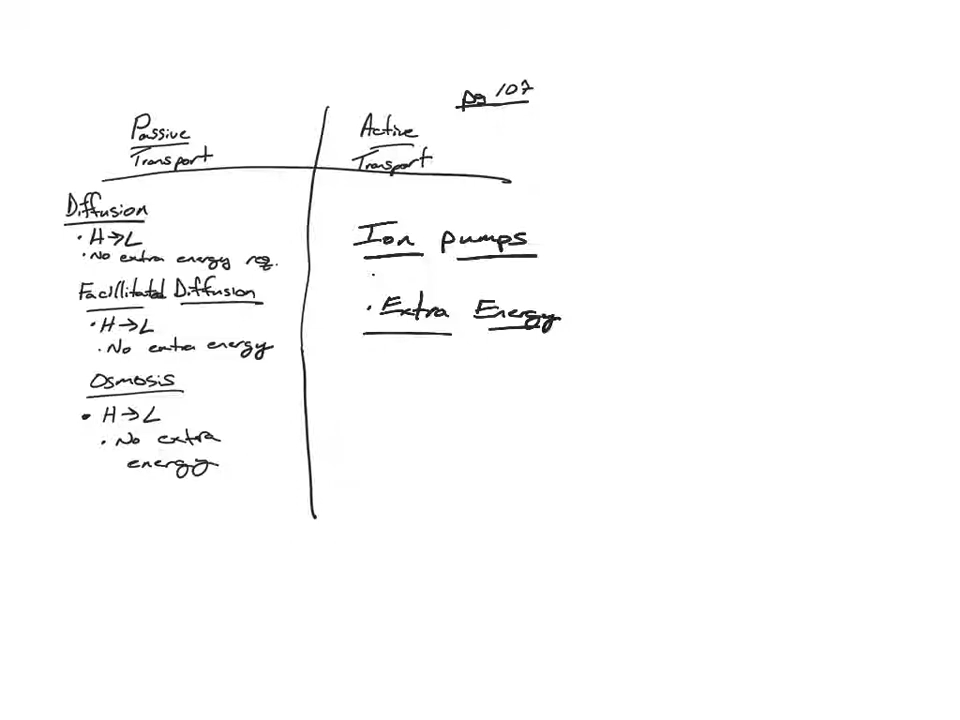 pg 107
Passive
Transport
Diffusion
• H→L
• No extra energy req.
Facillitated Diffusion
• H→L
• No extra energy
Osmosis
• H→L
• No extra
energy
Active
Transport
Ion pumps
• Extra Energy